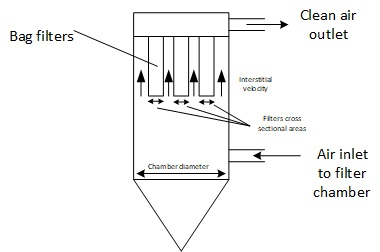 Clean air
outlet
Bag filters
Interstitial
velocity
Filters cross
sectional areas
Air inlet
to filter
chamber
Chamber diameter